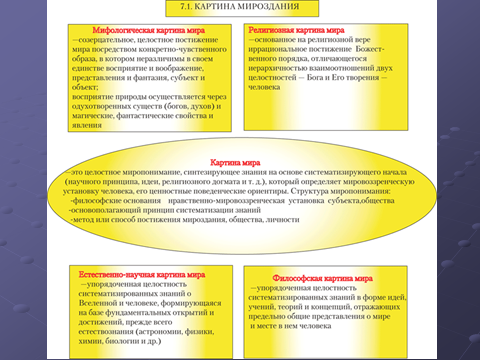 7.1. КАРТИНА МИРОЗДАНИЯ
Мифологическая картина мира
—созерцательное, целостное постижение
мира посредством конкретно-чувственного
образа, в котором неразличимы в своем
единстве восприятие и воображение,
представления и фантазия, субъект и
объект;
восприятие природы осуществляется через
одухотворенных существ (богов, духов) и
магические, фантастические свойства и
явления
Религиозная картина мира
—основанное на религиозной вере
иррациональное постижение Божест-
венного порядка, отличающегося
иерархичностью взаимоотношений двух
целостностей — Бога и Его творения —
человека
Картина мира
—это целостное миропонимание, синтезирующее знания на основе систематизирующего начала
(научного принципа, идеи, религиозного догмата и т. д.), который определяет мировоззренческую
установку человека, его ценностные поведенческие ориентиры. Структура миропонимания:
-философские основания нравственно-мировоззренческая установка субъекта,общества
-основополагающий принцип систематизации знаний
-метод или способ постижения мироздания, общества, личности
Естественно-научная картина мира
—упорядоченная целостность
систематизированных знаний о
Вселенной и человеке, формирующаяся
на базе фундаментальных открытий и
достижений, прежде всего
естествознания (астрономии, физики,
химии, биологии и др.)
Философская картина мира
—упорядоченная целостность
систематизированных знаний в форме идей,
учений, теорий и концепций, отражающих
предельно общие представления о мире
и месте в нем человека